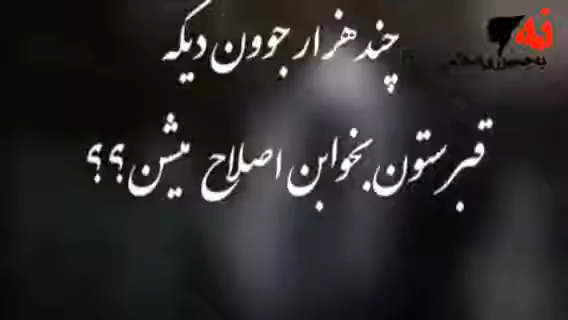 نه
چند هزار جوون دیگه
قبرستون بخوابن اصلاح میشن؟؟